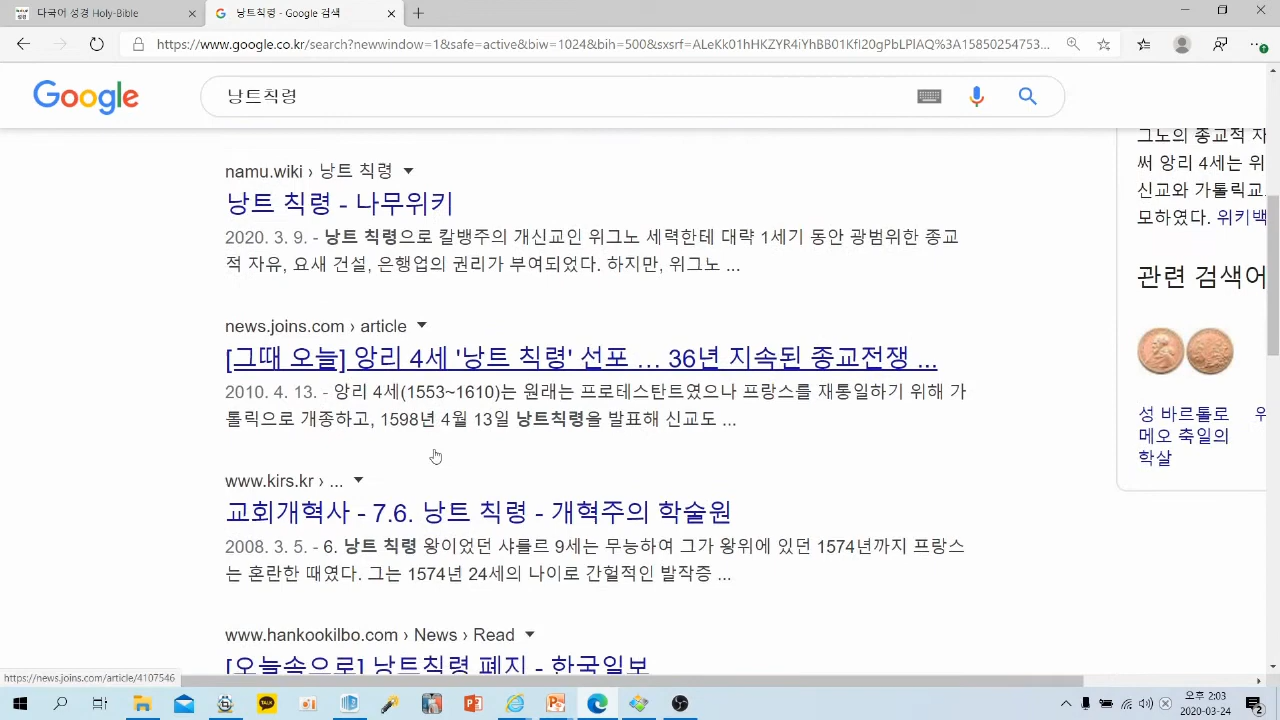 다국어 성경 Holy-Bible
낭트칙령 - Google 검색
https://www.google.co.kr/search?newwindow=1&safe=active&biw=1024&bih=500&sxsrf=ALeKk01hHKZYR4iYhBB01Kfl20gPbLPIAQ%3A15850254753...
Google
낭트칙령
namu.wiki › 낭트 칙령
낭트 칙령 - 나무위키
2020. 3. 9. - 낭트 칙령으로 칼뱅주의 개신교인 위그노 세력한테 대략 1세기 동안 광범위한 종교
적 자유, 요새 건설, 은행업의 권리가 부여되었다. 하지만, 위그노 ...
news.joins.com › article
[그때 오늘] 앙리 4세 '낭트 칙령' 선포 … 36년 지속된 종교전쟁 ...
2010. 4. 13. - 앙리 4세(1553~1610)는 원래는 프로테스탄트였으나 프랑스를 재통일하기 위해 가
톨릭으로 개종하고, 1598년 4월 13일 낭트칙령을 발표해 신교도 ...
www.kirs.kr › ...
교회개혁사 - 7.6. 낭트 칙령 - 개혁주의 학술원
2008. 3. 5. - 6. 낭트 칙령 왕이었던 샤를르 9세는 무능하여 그가 왕위에 있던 1574년까지 프랑스
는 혼란한 때였다. 그는 1574년 24세의 나이로 간헐적인 발작증 ...
www.hankookilbo.com › News › Read
[오늘속으로] 낭트칙령 폐지 - 한국일보
그노의 종교적 자
써 앙리 4세는 위
신교와 가톨릭교
모하였다. 위키백
관련 검색어
성 바르톨로
메오 축일의
학살
https://news.joins.com/article/4107546
TALK
오후 2:03
2020-03-24
2